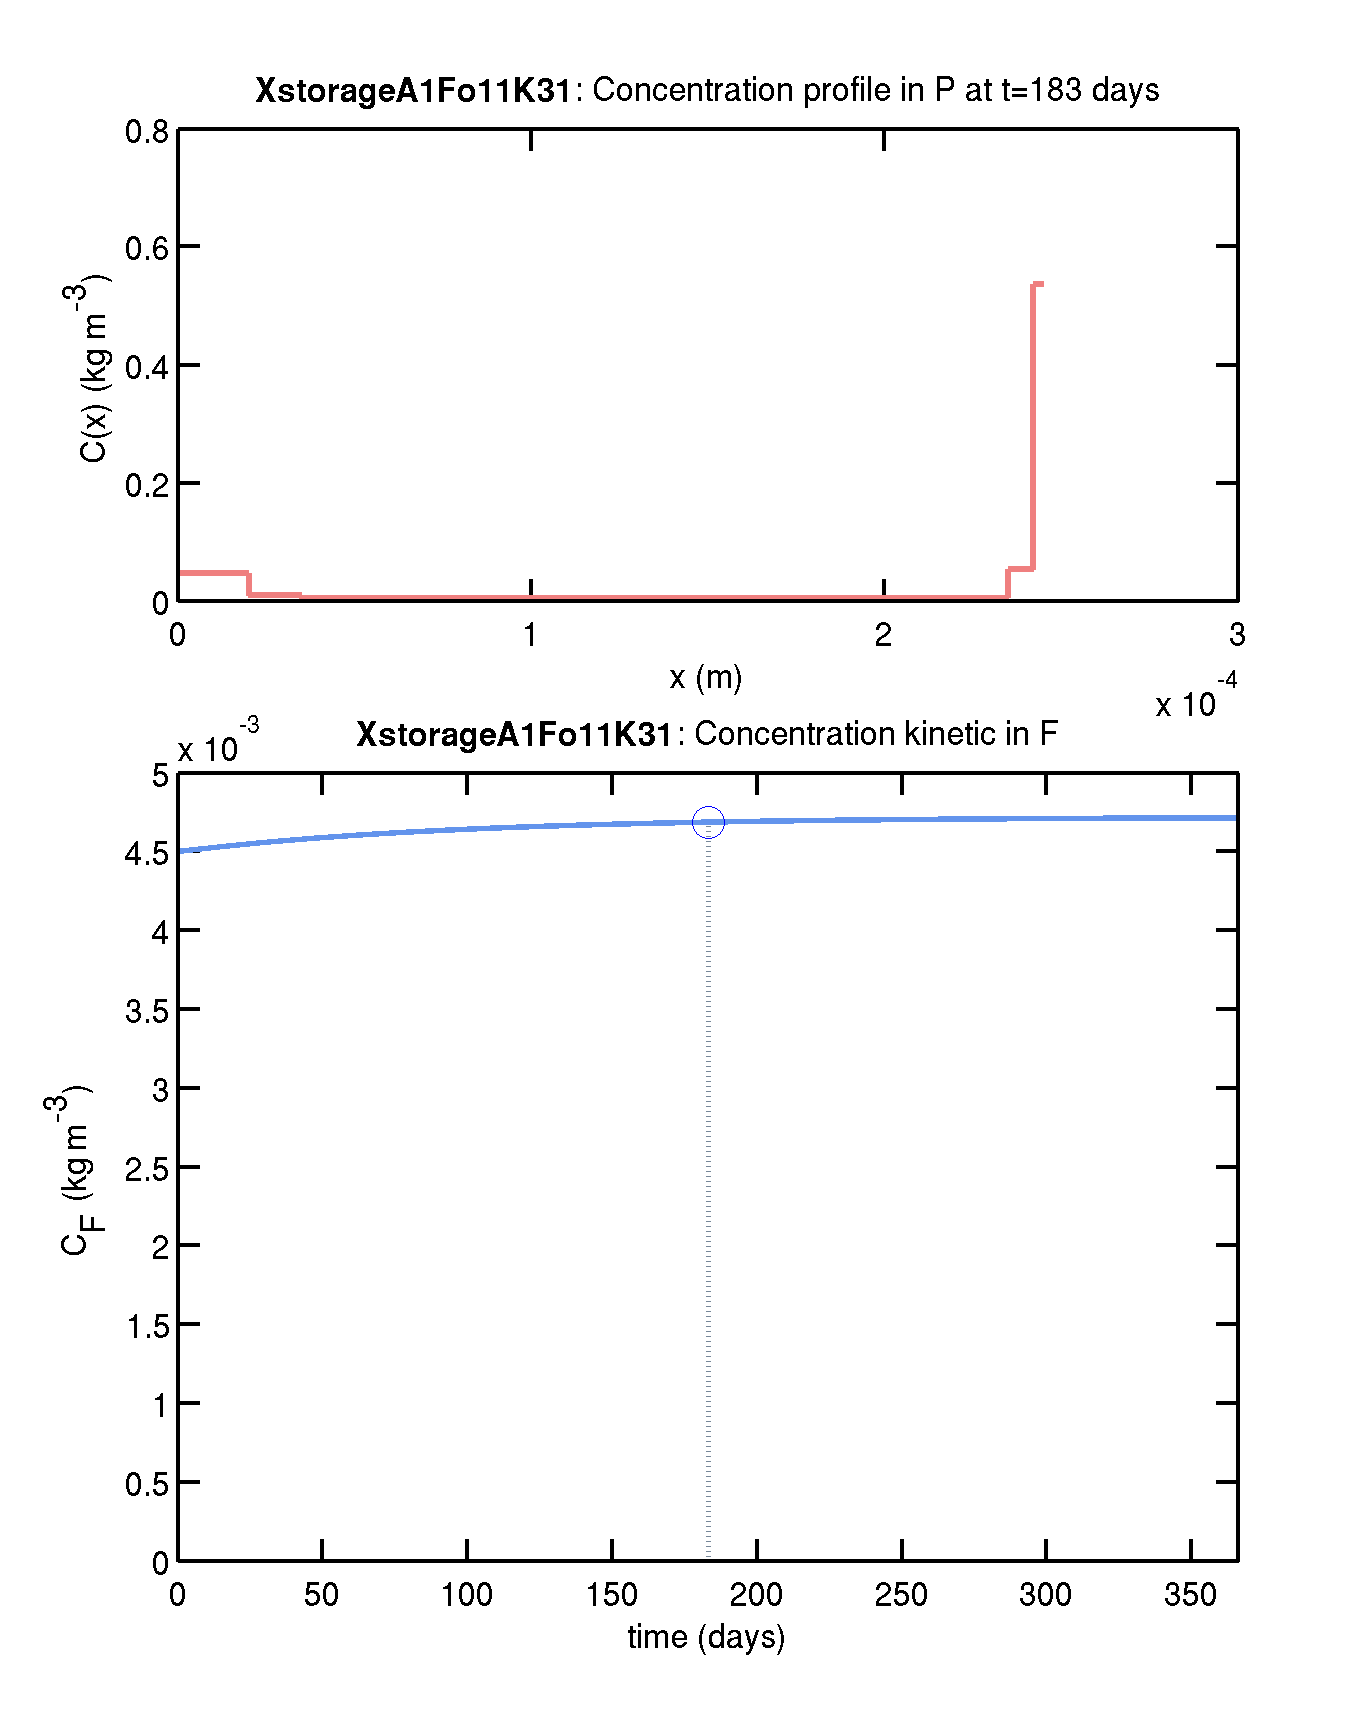 XstorageA1Fo11K31: Concentration profile in P at t=183 days
0.8
0.6
0.4
0.2
0
C(x) (kg m-3)
0 1 2 3
x (m)
x 10-4
XstorageA1Fo11K31: Concentration kinetic in F
x 10-3
5
4.5
4
3.5
3
2.5
2
1.5
1
0.5
0
CF (kg m-3)
0 50 100 150 200 250 300 350
time (days)